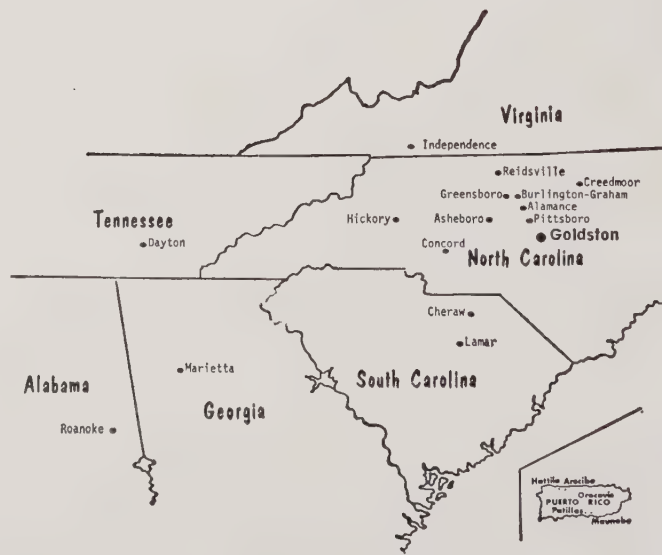 Virginia
Independence
Reidsville
Creedmoor
Greensboro
Burlington-Graham
Alamance
Tennessee
Hickory
Asheboro
Pittsboro
Dayton
Goldston
Concord
North Carolina
Cheraw
Lamar
Marietta
South Carolina
Alabama
Georgia
Roanoke
Hatillo Arecibo
Orocovis
PUERTO RICO
Patillas
Maunabo